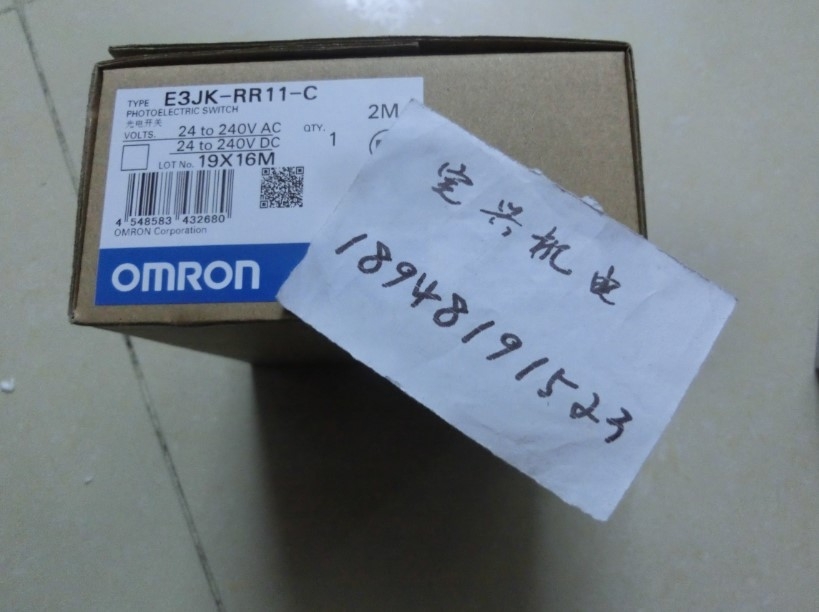 TYPE E3JK-RR11-C
PHOTOELECTRIC SWITCH
光电开关
VOLTS. 24 to 240V AC
24 to 240V DC
QTY. 1
2M
LOT No. 19X16M
4 548583 432680
OMRON Corporation
OMRON
宝兴机电
18948191523